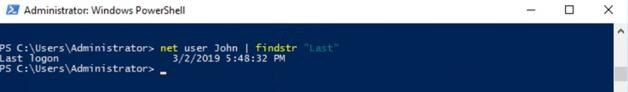 Administrator: Windows PowerShell
PS C:\Users\Administrator> net user John | findstr "Last"
Last logon                   3/2/2019 5:48:32 PM
PS C:\Users\Administrator> _